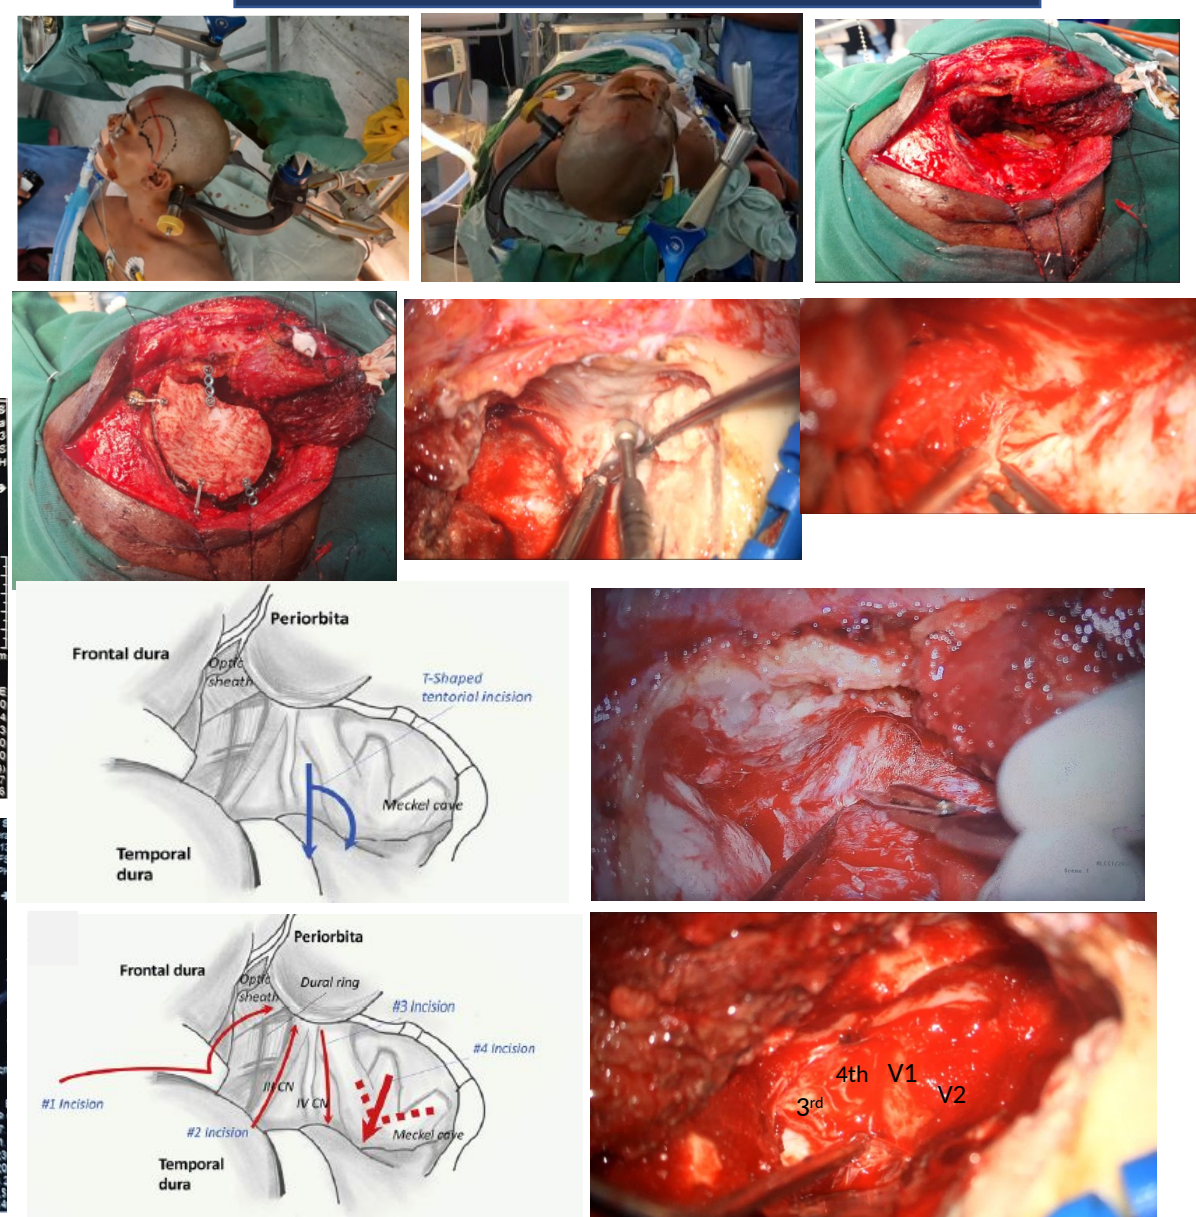 Periorbita
Frontal dura
Optic
sheath
T-Shaped
tentorial incision
Meckel cave
Temporal
dura
Periorbita
Frontal dura
Optic
sheath
Dural ring
#3 Incision
#4 Incision
III CN
IV CN
#1 Incision
#2 Incision
Meckel cave
Temporal
dura
4th V1
V2
3rd